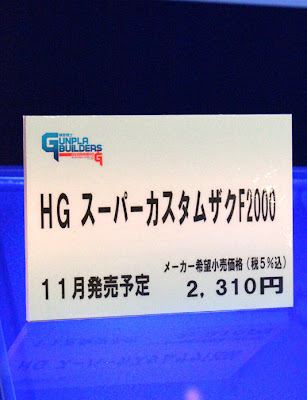 GUNPLA
BUILDERS
HG スーパーカスタムザクF2000
メーカー希望小売価格(税5%込)
11月発売予定 2,310円